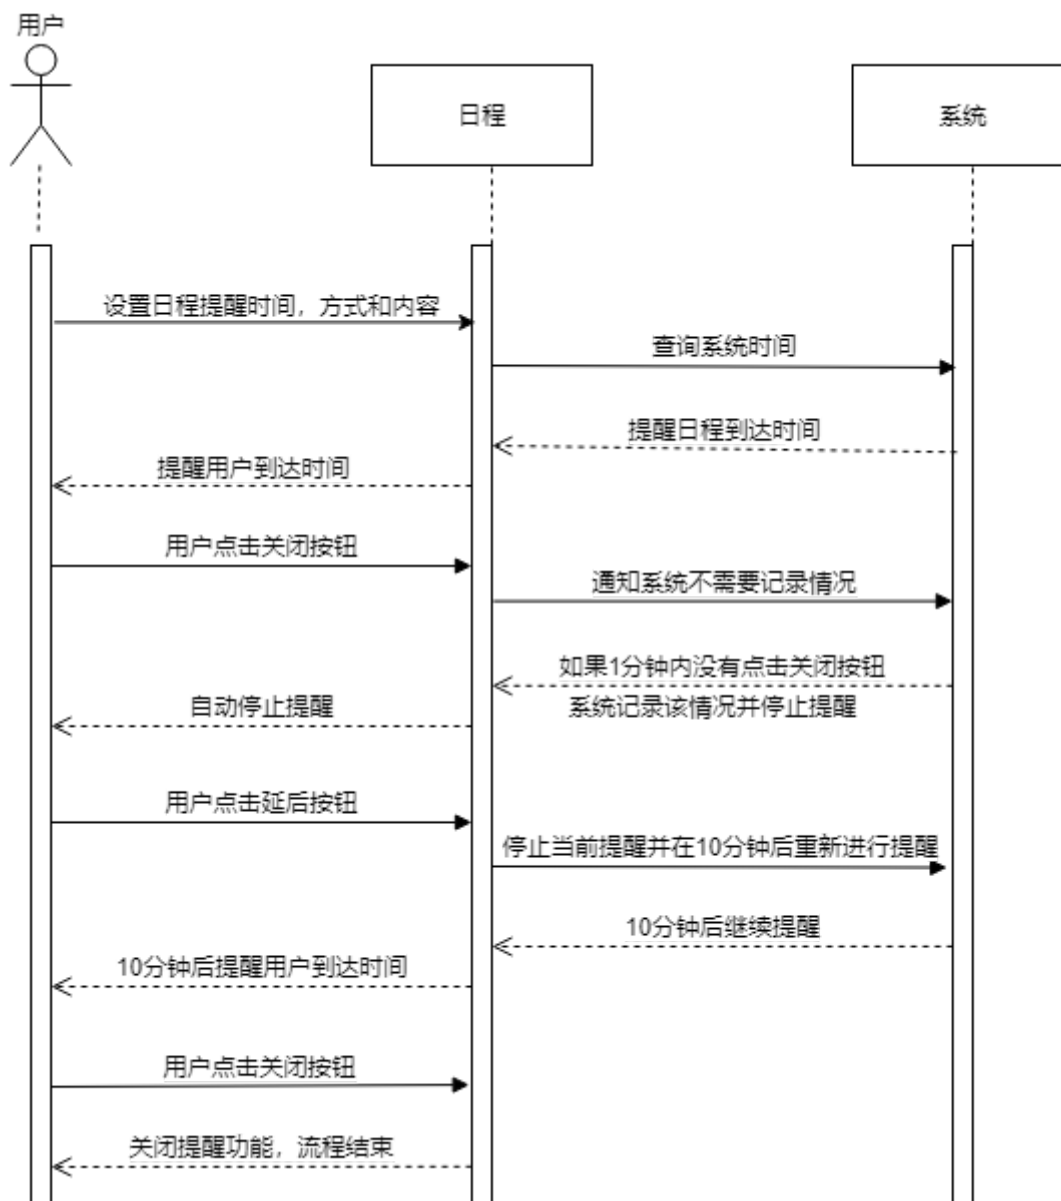 用户
日程
系统
设置日程提醒时间，方式和内容
查询系统时间
提醒日程到达时间
提醒用户到达时间
用户点击关闭按钮
通知系统不需要记录情况
如果1分钟内没有点击关闭按钮
系统记录该情况并停止提醒
自动停止提醒
用户点击延后按钮
停止当前提醒并在10分钟后重新进行提醒
10分钟后继续提醒
10分钟后提醒用户到达时间
用户点击关闭按钮
关闭提醒功能，流程结束